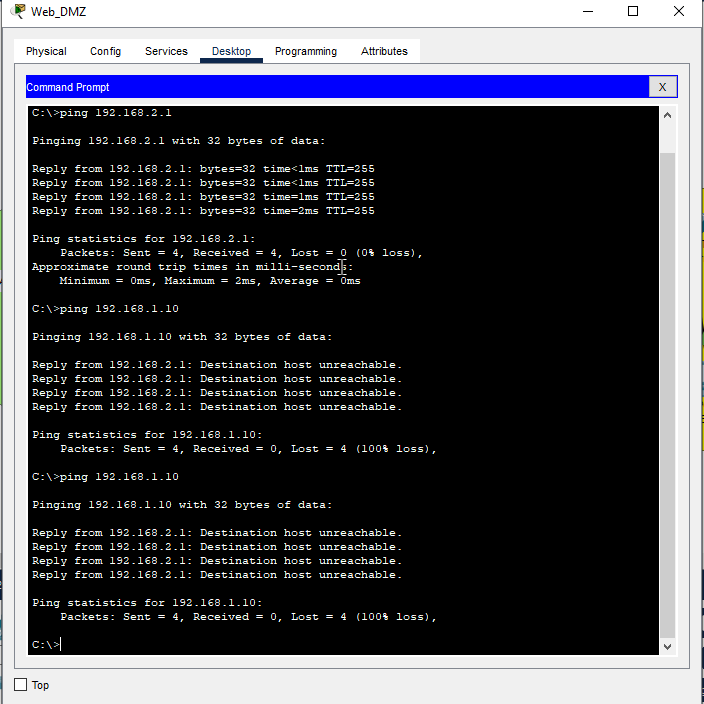 Web_DMZ
Physical Config Services Desktop Programming Attributes
Command Prompt X
C:\>ping 192.168.2.1
Pinging 192.168.2.1 with 32 bytes of data:
Reply from 192.168.2.1: bytes=32 time<1ms TTL=255
Reply from 192.168.2.1: bytes=32 time<1ms TTL=255
Reply from 192.168.2.1: bytes=32 time=1ms TTL=255
Reply from 192.168.2.1: bytes=32 time=2ms TTL=255
Ping statistics for 192.168.2.1:
Packets: Sent = 4, Received = 4, Lost = 0 (0% loss),
Approximate round trip times in milli-seconds:
Minimum = 0ms, Maximum = 2ms, Average = 0ms
C:\>ping 192.168.1.10
Pinging 192.168.1.10 with 32 bytes of data:
Reply from 192.168.2.1: Destination host unreachable.
Reply from 192.168.2.1: Destination host unreachable.
Reply from 192.168.2.1: Destination host unreachable.
Reply from 192.168.2.1: Destination host unreachable.
Ping statistics for 192.168.1.10:
Packets: Sent = 4, Received = 0, Lost = 4 (100% loss),
C:\>ping 192.168.1.10
Pinging 192.168.1.10 with 32 bytes of data:
Reply from 192.168.2.1: Destination host unreachable.
Reply from 192.168.2.1: Destination host unreachable.
Reply from 192.168.2.1: Destination host unreachable.
Reply from 192.168.2.1: Destination host unreachable.
Ping statistics for 192.168.1.10:
Packets: Sent = 4, Received = 0, Lost = 4 (100% loss),
C:\>
Top